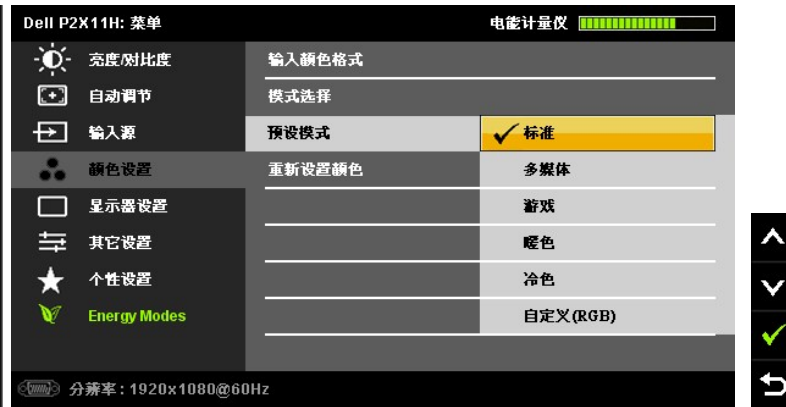 Dell P2X11H: 菜单 电能计量仪
亮度/对比度 输入颜色格式
自动调节 模式选择
输入源 预设模式 标准
颜色设置 重新设置颜色 多媒体
显示器设置 游戏
其它设置 暖色
个性设置 冷色
Energy Modes 自定义(RGB)
分辨率: 1920x1080@60Hz